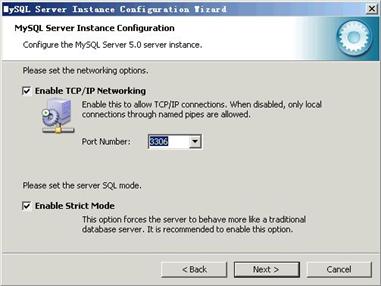 MySQL Server Instance Configuration Wizard
MySQL Server Instance Configuration
Configure the MySQL Server 5.0 server instance.
Please set the networking options.
Enable TCP/IP Networking
Enable this to allow TCP/IP connections. When disabled, only local
connections through named pipes are allowed.
Port Number: 3306
Please set the server SQL mode.
Enable Strict Mode
This option forces the server to behave more like a traditional
database server. It is recommended to enable this option.
< Back Next > Cancel